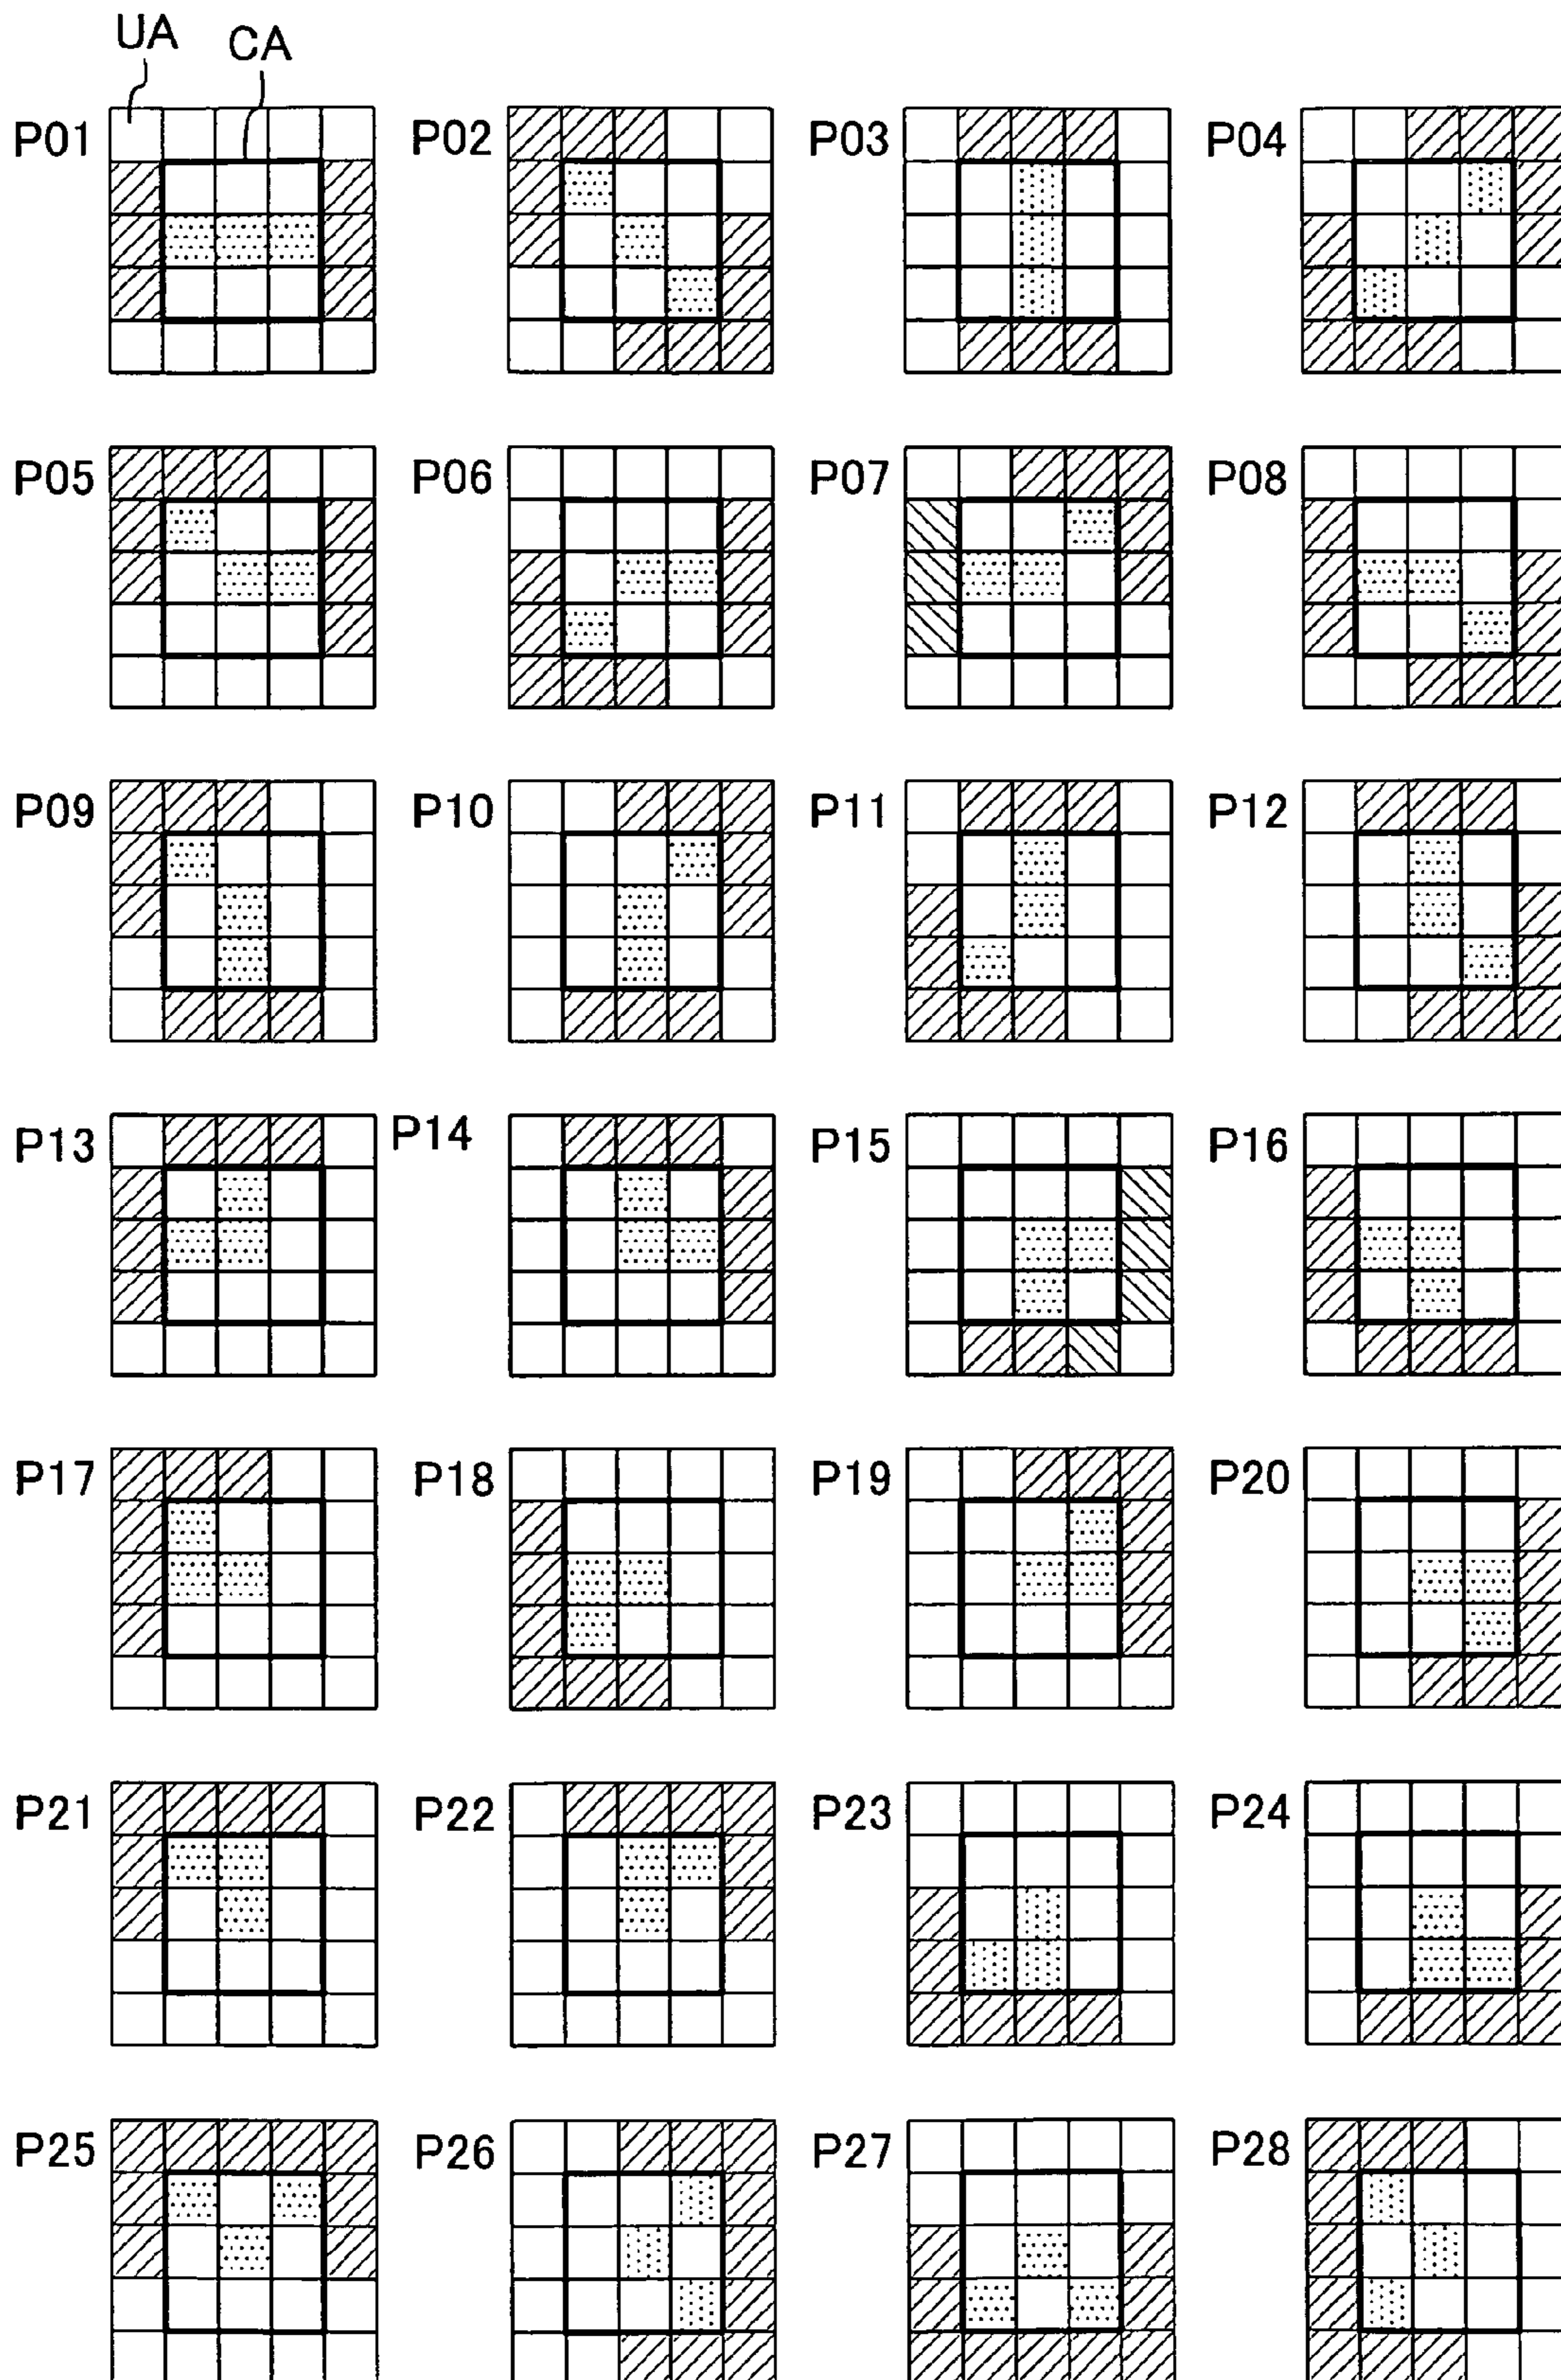 UA CA
P01 P02 P03 P04
P05 P06 P07 P08
P09 P10 P11 P12
P13 P14 P15 P16
P17 P18 P19 P20
P21 P22 P23 P24
P25 P26 P27 P28